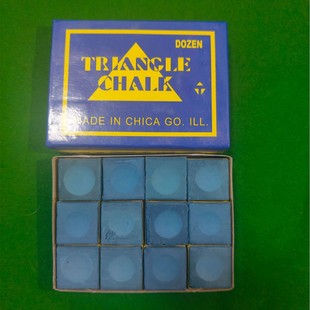 DOZEN
TRIANGLE
CHALK
MADE IN CHICA GO. ILL.